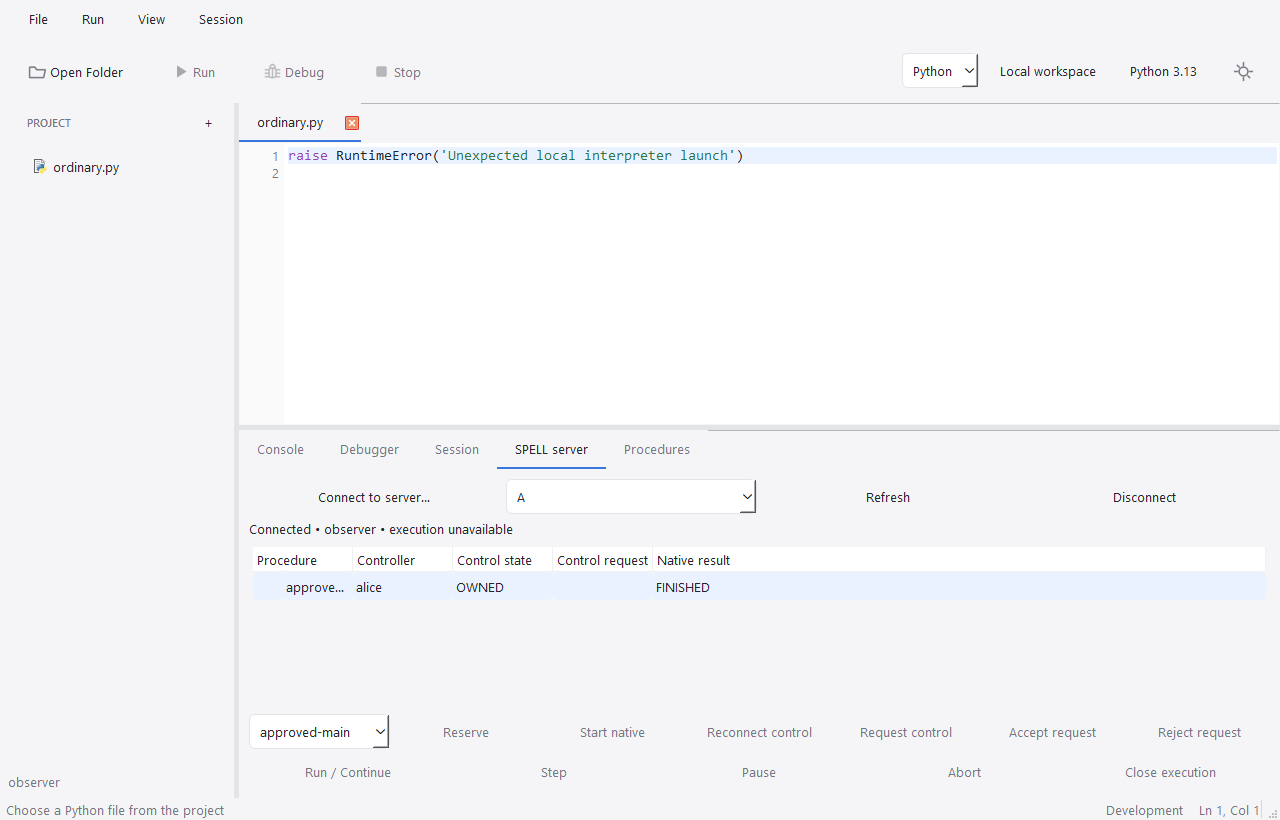 File Run View Session
Open Folder Run Debug Stop Python Local workspace Python 3.13
PROJECT +
ordinary.py
ordinary.py
1 raise RuntimeError('Unexpected local interpreter launch')
2
Console Debugger Session SPELL server Procedures
Connect to server... A Refresh Disconnect
Connected • observer • execution unavailable
Procedure Controller Control state Control request Native result
approve... alice OWNED FINISHED
approved-main Reserve Start native Reconnect control Request control Accept request Reject request
Run / Continue Step Pause Abort Close execution
observer
Choose a Python file from the project Development Ln 1, Col 1